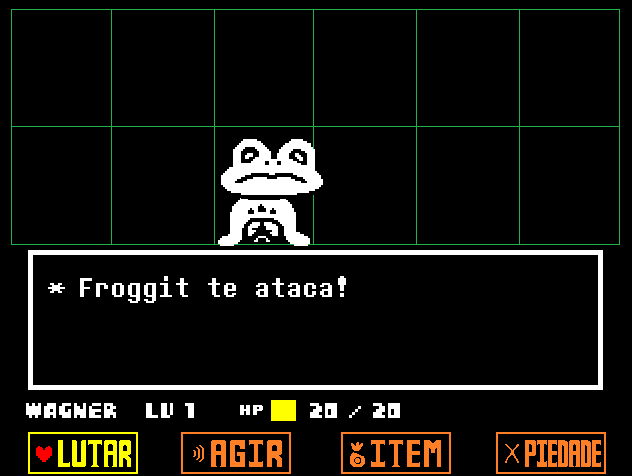 * Froggit te ataca!
WAGNER LV 1 HP 20 / 20
LUTAR AGIR ITEM PIEDADE